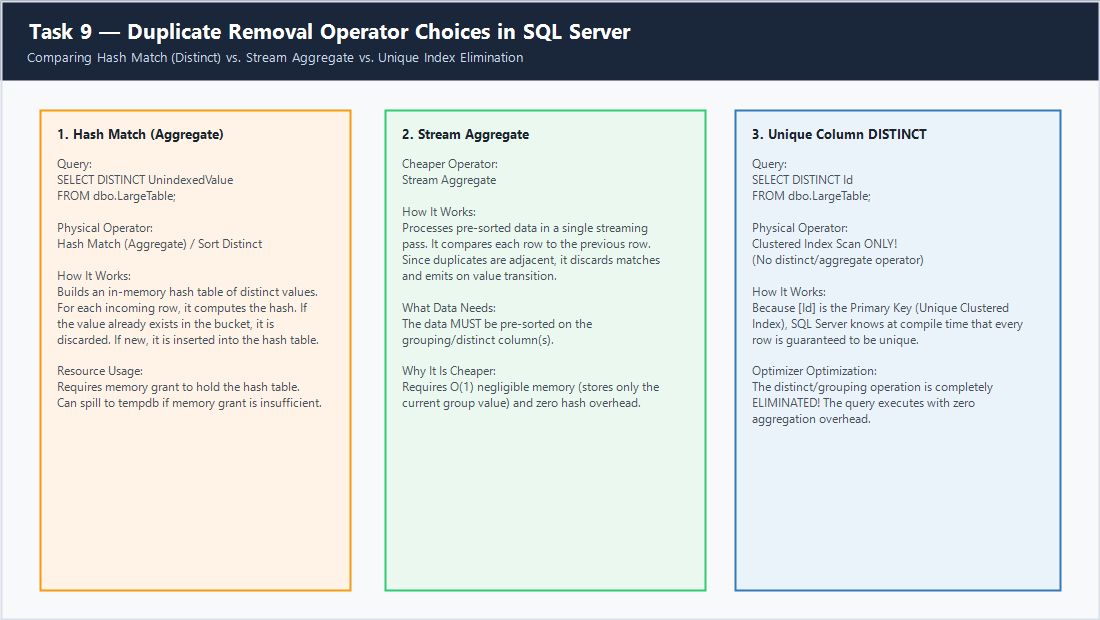 Task 9 — Duplicate Removal Operator Choices in SQL Server
Comparing Hash Match (Distinct) vs. Stream Aggregate vs. Unique Index Elimination
1. Hash Match (Aggregate)
Query:
SELECT DISTINCT UnindexedValue
FROM dbo.LargeTable;
Physical Operator:
Hash Match (Aggregate) / Sort Distinct
How It Works:
Builds an in-memory hash table of distinct values.
For each incoming row, it computes the hash. If
the value already exists in the bucket, it is
discarded. If new, it is inserted into the hash table.
Resource Usage:
Requires memory grant to hold the hash table.
Can spill to tempdb if memory grant is insufficient.
2. Stream Aggregate
Cheaper Operator:
Stream Aggregate
How It Works:
Processes pre-sorted data in a single streaming
pass. It compares each row to the previous row.
Since duplicates are adjacent, it discards matches
and emits on value transition.
What Data Needs:
The data MUST be pre-sorted on the
grouping/distinct column(s).
Why It Is Cheaper:
Requires O(1) negligible memory (stores only the
current group value) and zero hash overhead.
3. Unique Column DISTINCT
Query:
SELECT DISTINCT Id
FROM dbo.LargeTable;
Physical Operator:
Clustered Index Scan ONLY!
(No distinct/aggregate operator)
How It Works:
Because [Id] is the Primary Key (Unique Clustered
Index), SQL Server knows at compile time that every
row is guaranteed to be unique.
Optimizer Optimization:
The distinct/grouping operation is completely
ELIMINATED! The query executes with zero
aggregation overhead.